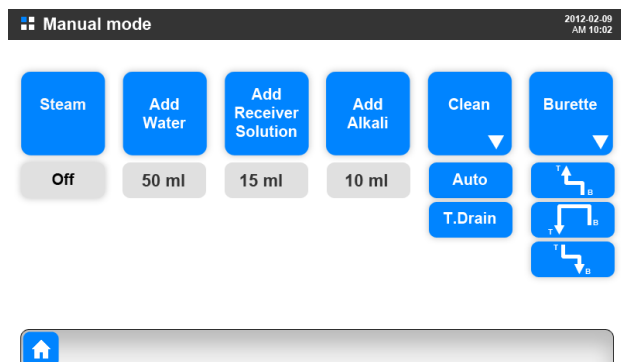 Manual mode
2012-02-09
AM 10:02
Steam
Add
Water
Add
Receiver
Solution
Add
Alkali
Clean
Burette
Off
50 ml
15 ml
10 ml
Auto
T.Drain
T
B
T
B
T
B